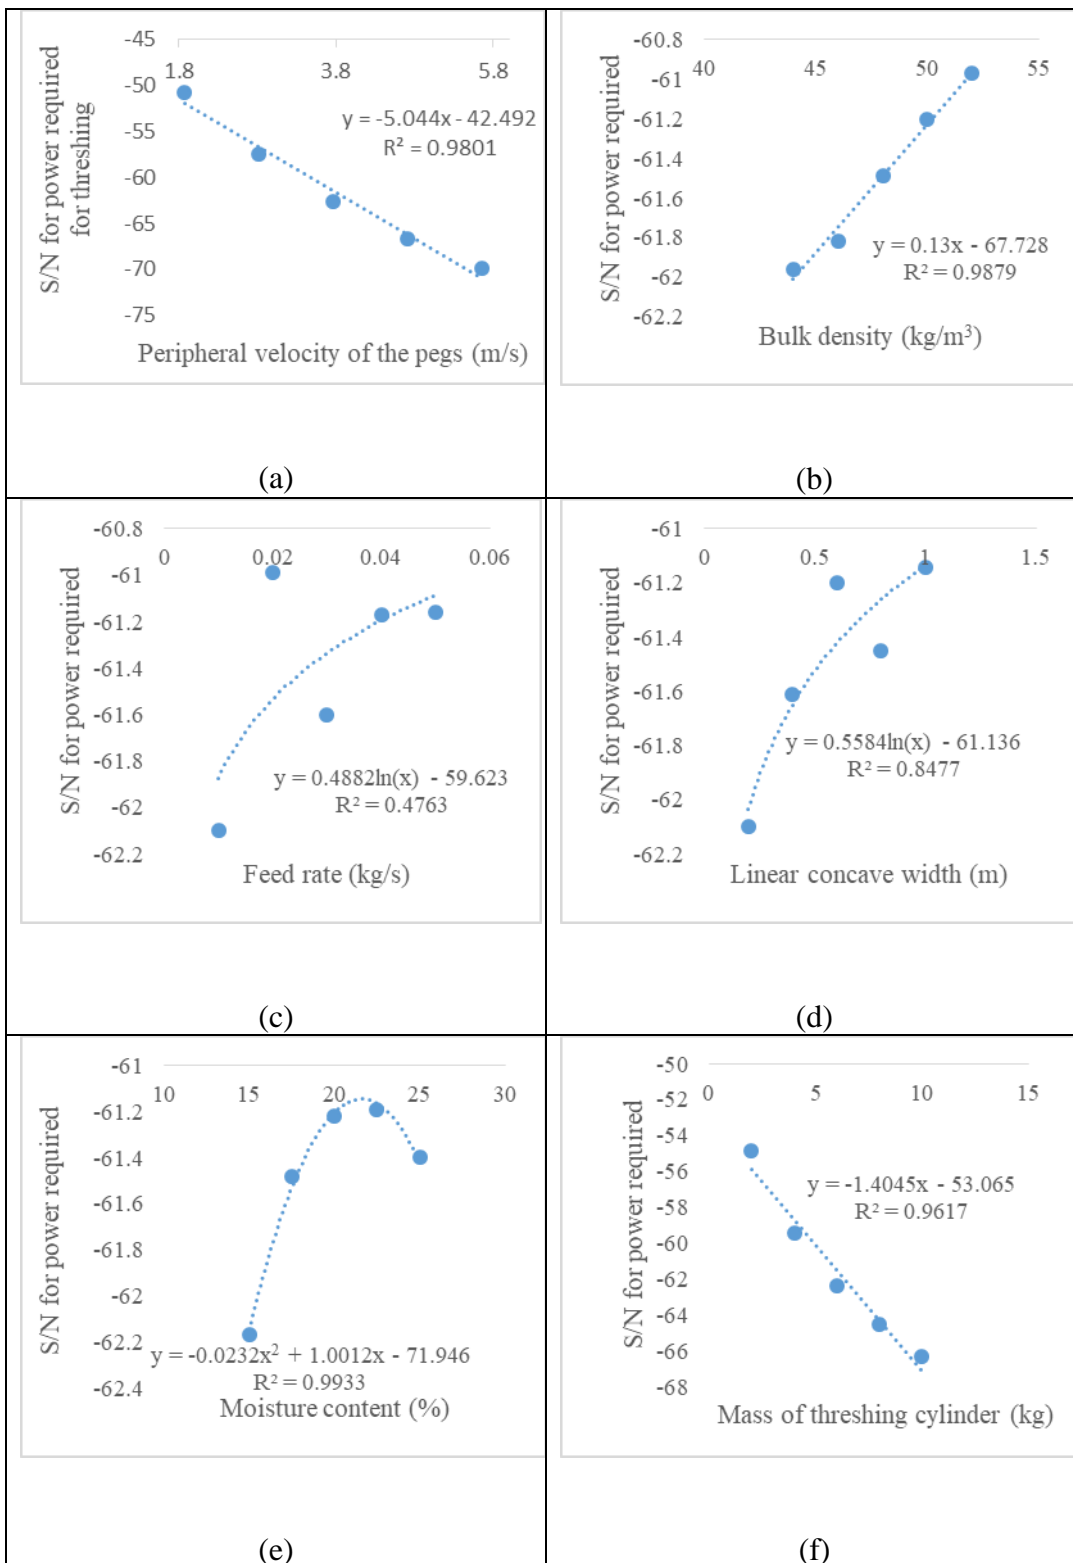 -45
1.8 3.8 5.8
-50
-55
-60
-65
-70
-75
y = -5.044x - 42.492
R² = 0.9801
S/N for power required
for threshing
Peripheral velocity of the pegs (m/s)
(a)
-60.8
40 45 50 55
-61
-61.2
-61.4
-61.6
-61.8
-62
-62.2
y = 0.13x - 67.728
R² = 0.9879
S/N for power required
Bulk density (kg/m³)
(b)
-60.8
0 0.02 0.04 0.06
-61
-61.2
-61.4
-61.6
-61.8
-62
-62.2
y = 0.4882ln(x) - 59.623
R² = 0.4763
S/N for power required
Feed rate (kg/s)
(c)
-61
0 0.5 1 1.5
-61.2
-61.4
-61.6
-61.8
-62
-62.2
y = 0.5584ln(x) - 61.136
R² = 0.8477
S/N for power required
Linear concave width (m)
(d)
-61
10 15 20 25 30
-61.2
-61.4
-61.6
-61.8
-62
-62.2
-62.4
y = -0.0232x² + 1.0012x - 71.946
R² = 0.9933
S/N for power required
Moisture content (%)
(e)
-50
0 5 10 15
-52
-54
-56
-58
-60
-62
-64
-66
-68
y = -1.4045x - 53.065
R² = 0.9617
S/N for power required
Mass of threshing cylinder (kg)
(f)